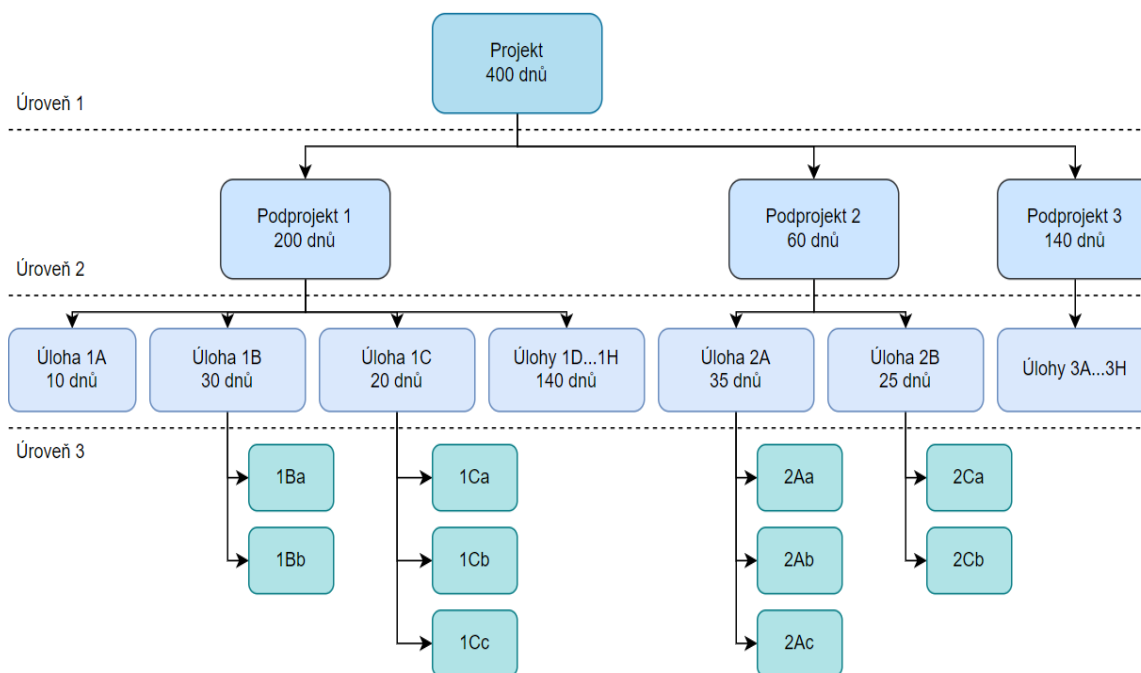 Projekt
400 dnů
Úroveň 1
Podprojekt 1
200 dnů
Podprojekt 2
60 dnů
Podprojekt 3
140 dnů
Úroveň 2
Úloha 1A
10 dnů
Úloha 1B
30 dnů
Úloha 1C
20 dnů
Úlohy 1D...1H
140 dnů
Úloha 2A
35 dnů
Úloha 2B
25 dnů
Úlohy 3A...3H
Úroveň 3
1Ba
1Ca
2Aa
2Ca
1Bb
1Cb
2Ab
2Cb
1Cc
2Ac